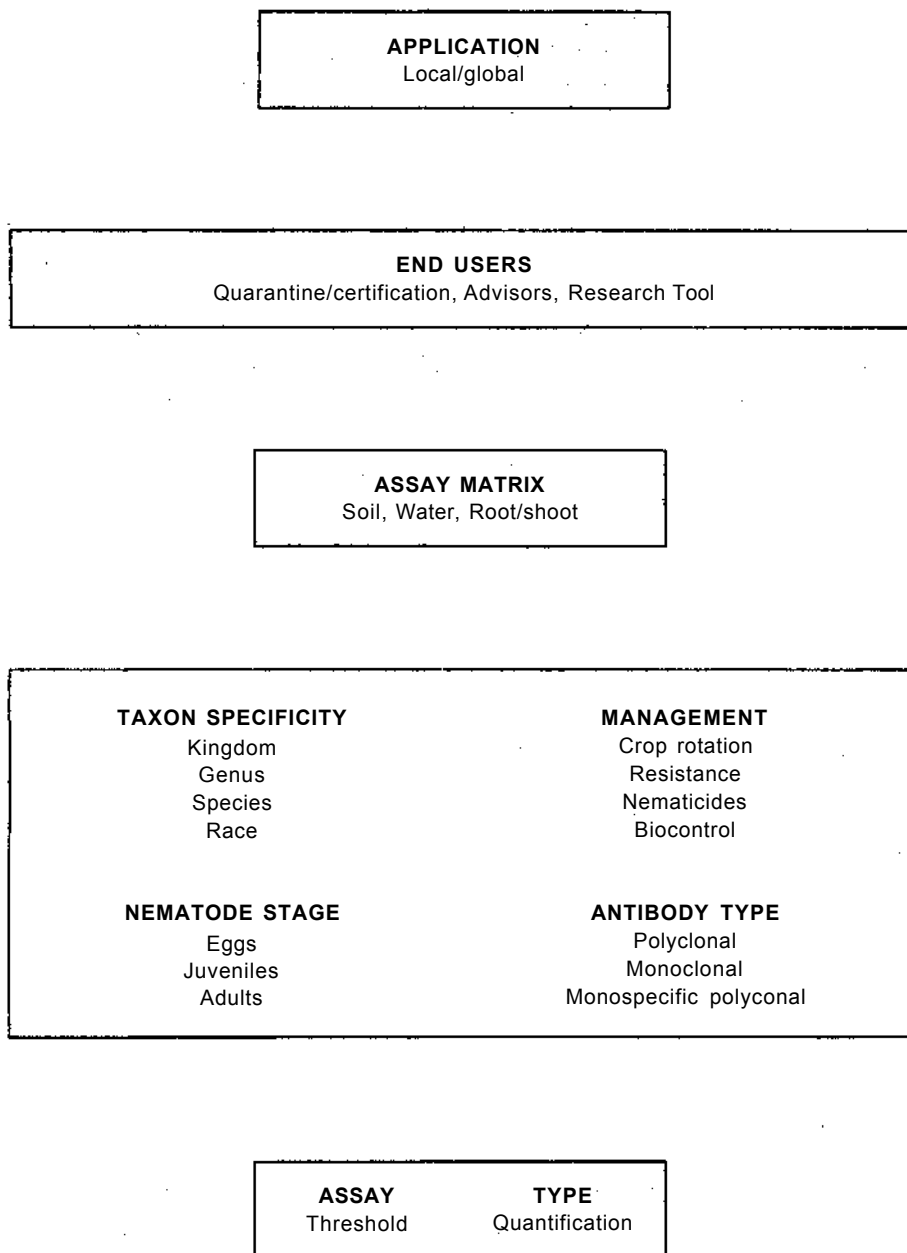 APPLICATION
Local/global
END USERS
Quarantine/certification, Advisors, Research Tool
ASSAY MATRIX
Soil, Water, Root/shoot
TAXON SPECIFICITY
Kingdom
Genus
Species
Race
MANAGEMENT
Crop rotation
Resistance
Nematicides
Biocontrol
NEMATODE STAGE
Eggs
Juveniles
Adults
ANTIBODY TYPE
Polyclonal
Monoclonal
Monospecific polyconal
ASSAY TYPE
Threshold Quantification